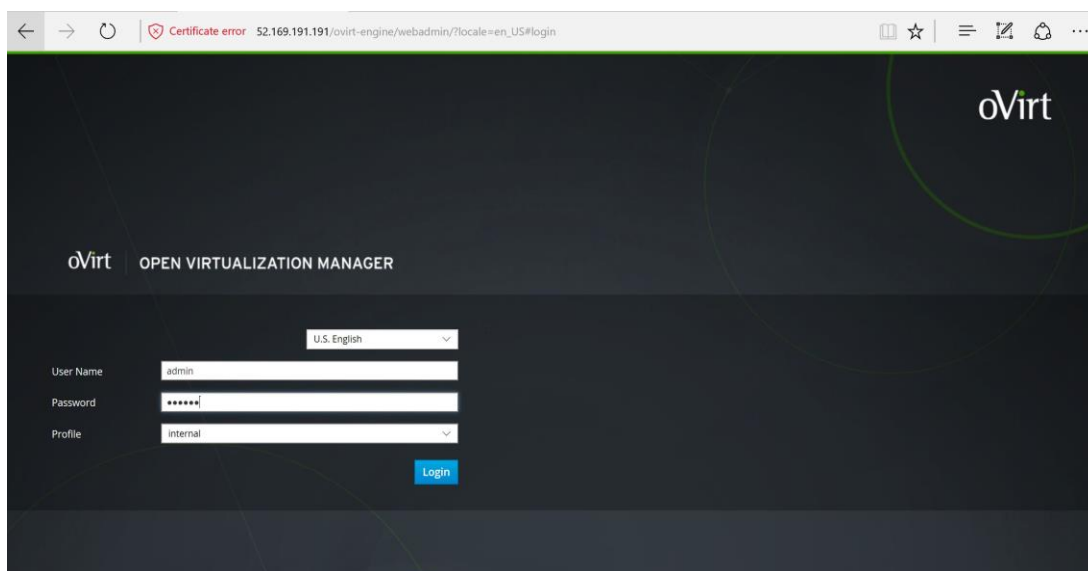 Certificate error 52.169.191.191/ovirt-engine/webadmin/?locale=en_US#login
oVirt
oVirt OPEN VIRTUALIZATION MANAGER
U.S. English
User Name admin
Password ••••••
Profile internal
Login